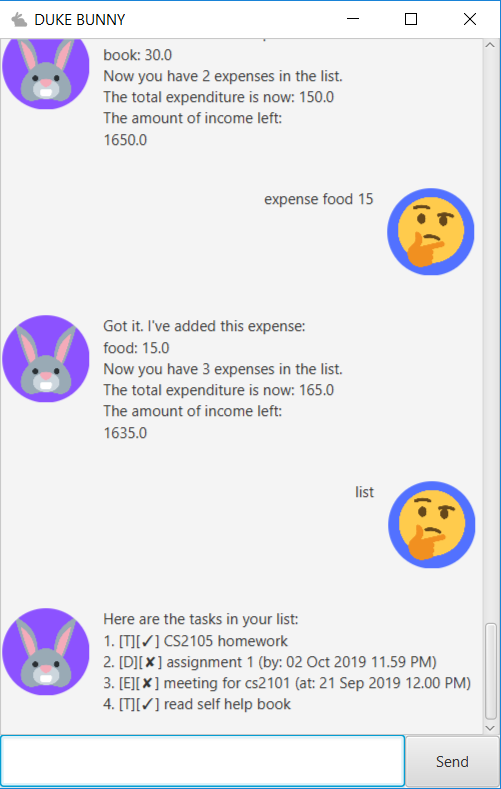 DUKE BUNNY
book: 30.0
Now you have 2 expenses in the list.
The total expenditure is now: 150.0
The amount of income left:
1650.0
expense food 15
Got it. I've added this expense:
food: 15.0
Now you have 3 expenses in the list.
The total expenditure is now: 165.0
The amount of income left:
1635.0
list
Here are the tasks in your list:
1. [T][✓] CS2105 homework
2. [D][✘] assignment 1 (by: 02 Oct 2019 11.59 PM)
3. [E][✘] meeting for cs2101 (at: 21 Sep 2019 12.00 PM)
4. [T][✓] read self help book
Send